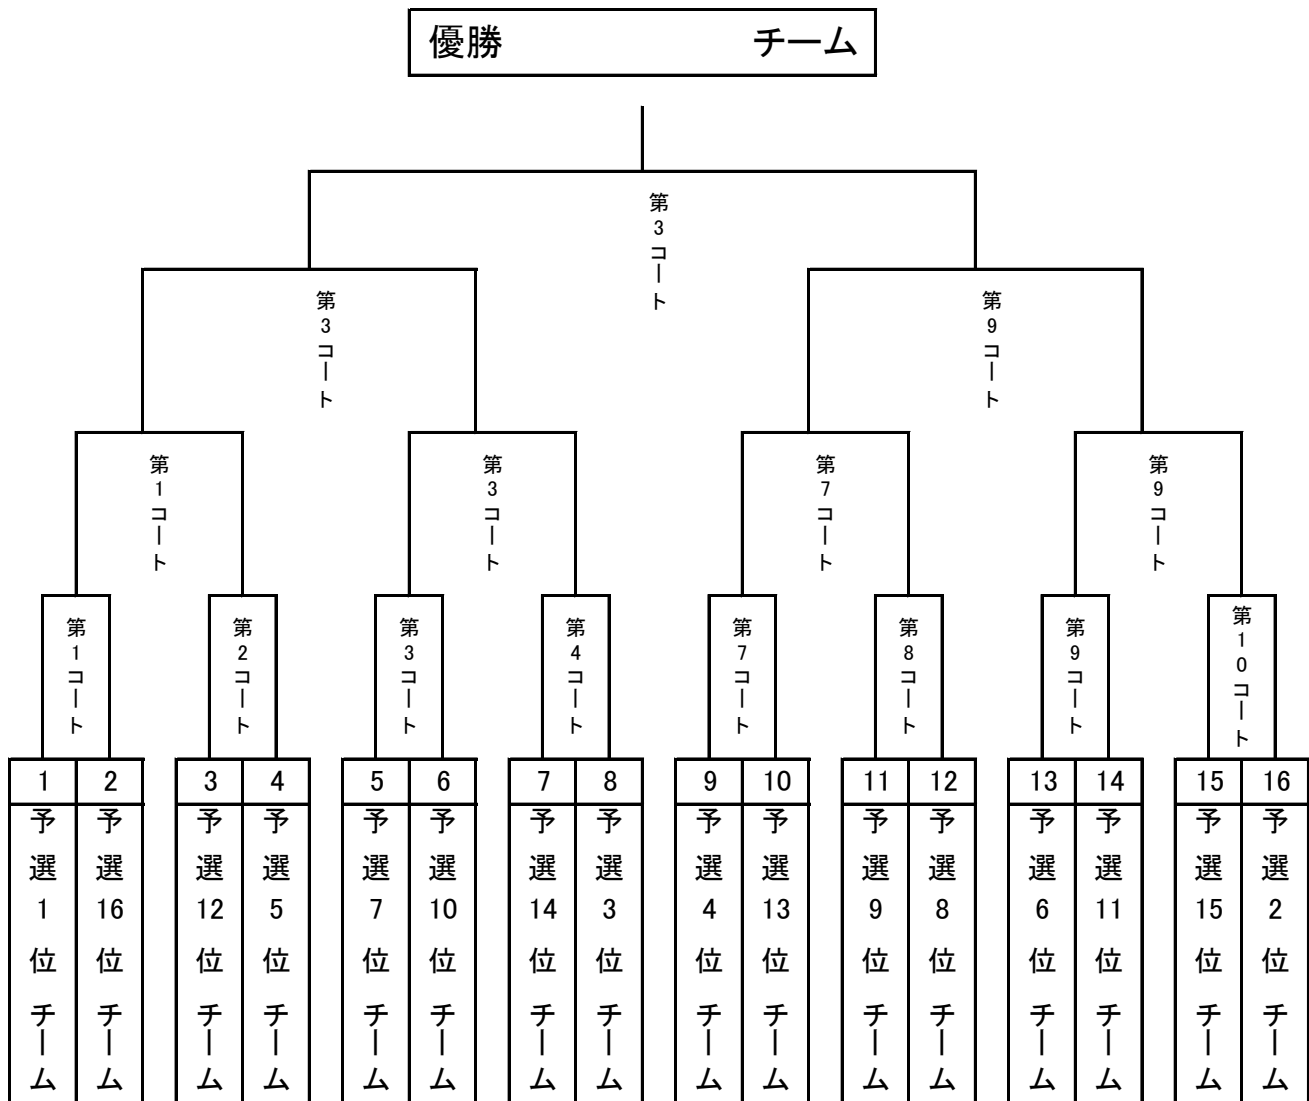 優勝 チーム
第3コート
第3コート
第9コート
第1コート
第3コート
第7コート
第9コート
第1コート
第2コート
第3コート
第4コート
第7コート
第8コート
第9コート
第10コート
1 2 3 4 5 6 7 8 9 10 11 12 13 14 15 16
予選1位チーム
予選16位チーム
予選12位チーム
予選5位チーム
予選7位チーム
予選10位チーム
予選14位チーム
予選3位チーム
予選4位チーム
予選13位チーム
予選9位チーム
予選8位チーム
予選6位チーム
予選11位チーム
予選15位チーム
予選2位チーム